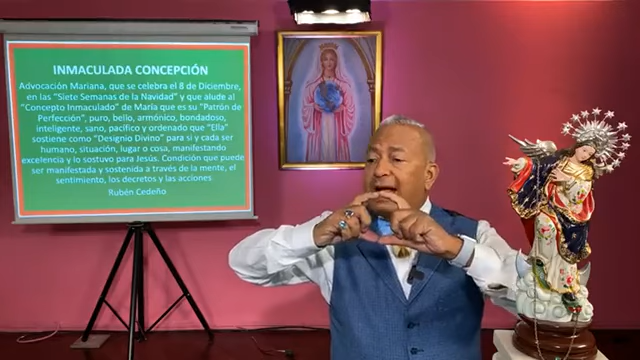 INMACULADA CONCEPCIÓN
Advocación Mariana, que se celebra el 8 de Diciembre,
en las "Siete Semanas de la Navidad" y que alude al
"Concepto Inmaculado" de María que es su "Patrón de
Perfección", puro, bello, armónico, bondadoso,
inteligente, sano, pacífico y ordenado que "Ella"
sostiene como "Designio Divino" para si y cada ser
humano, situación, lugar o cosa, manifestando
excelencia y lo sostuvo para Jesús. Condición que puede
ser manifestada y sostenida a través de la mente, el
sentimiento, los decretos y las acciones.
Rubén Cedeño